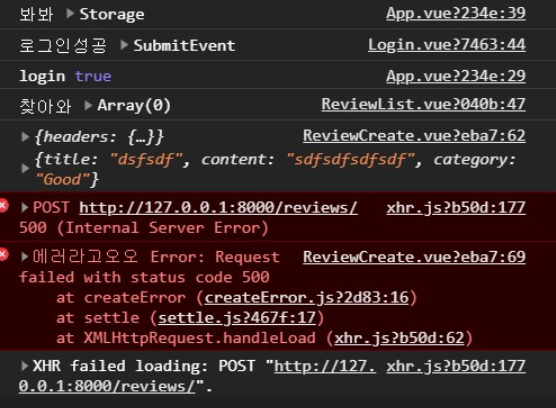 봐봐 ▶Storage App.vue?234e:39
로그인성공 ▶SubmitEvent Login.vue?7463:44
login true App.vue?234e:29
찾아와 ▶Array(0) ReviewList.vue?040b:47
▶{headers: {…}} ReviewCreate.vue?eba7:62
▶{title: "dsfsdf", content: "sdfsdfsdfsdf", category:
"Good"}
▶POST http://127.0.0.1:8000/reviews/ xhr.js?b50d:177
500 (Internal Server Error)
▶에러라고오오 Error: Request ReviewCreate.vue?eba7:69
failed with status code 500
at createError (createError.js?2d83:16)
at settle (settle.js?467f:17)
at XMLHttpRequest.handleLoad (xhr.js?b50d:62)
▶XHR failed loading: POST "http://127. xhr.js?b50d:177
0.0.1:8000/reviews/".